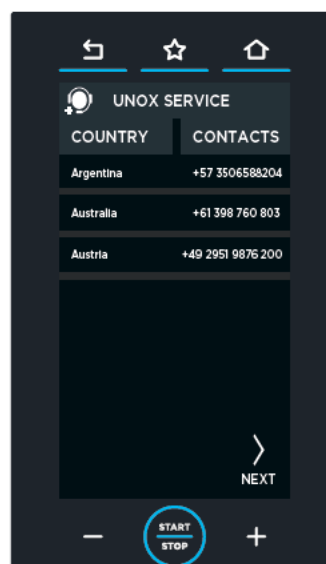 UNOX SERVICE
COUNTRY CONTACTS
Argentina +57 3506588204
Australia +61 398 760 803
Austria +49 2951 9876 200
NEXT
START
STOP